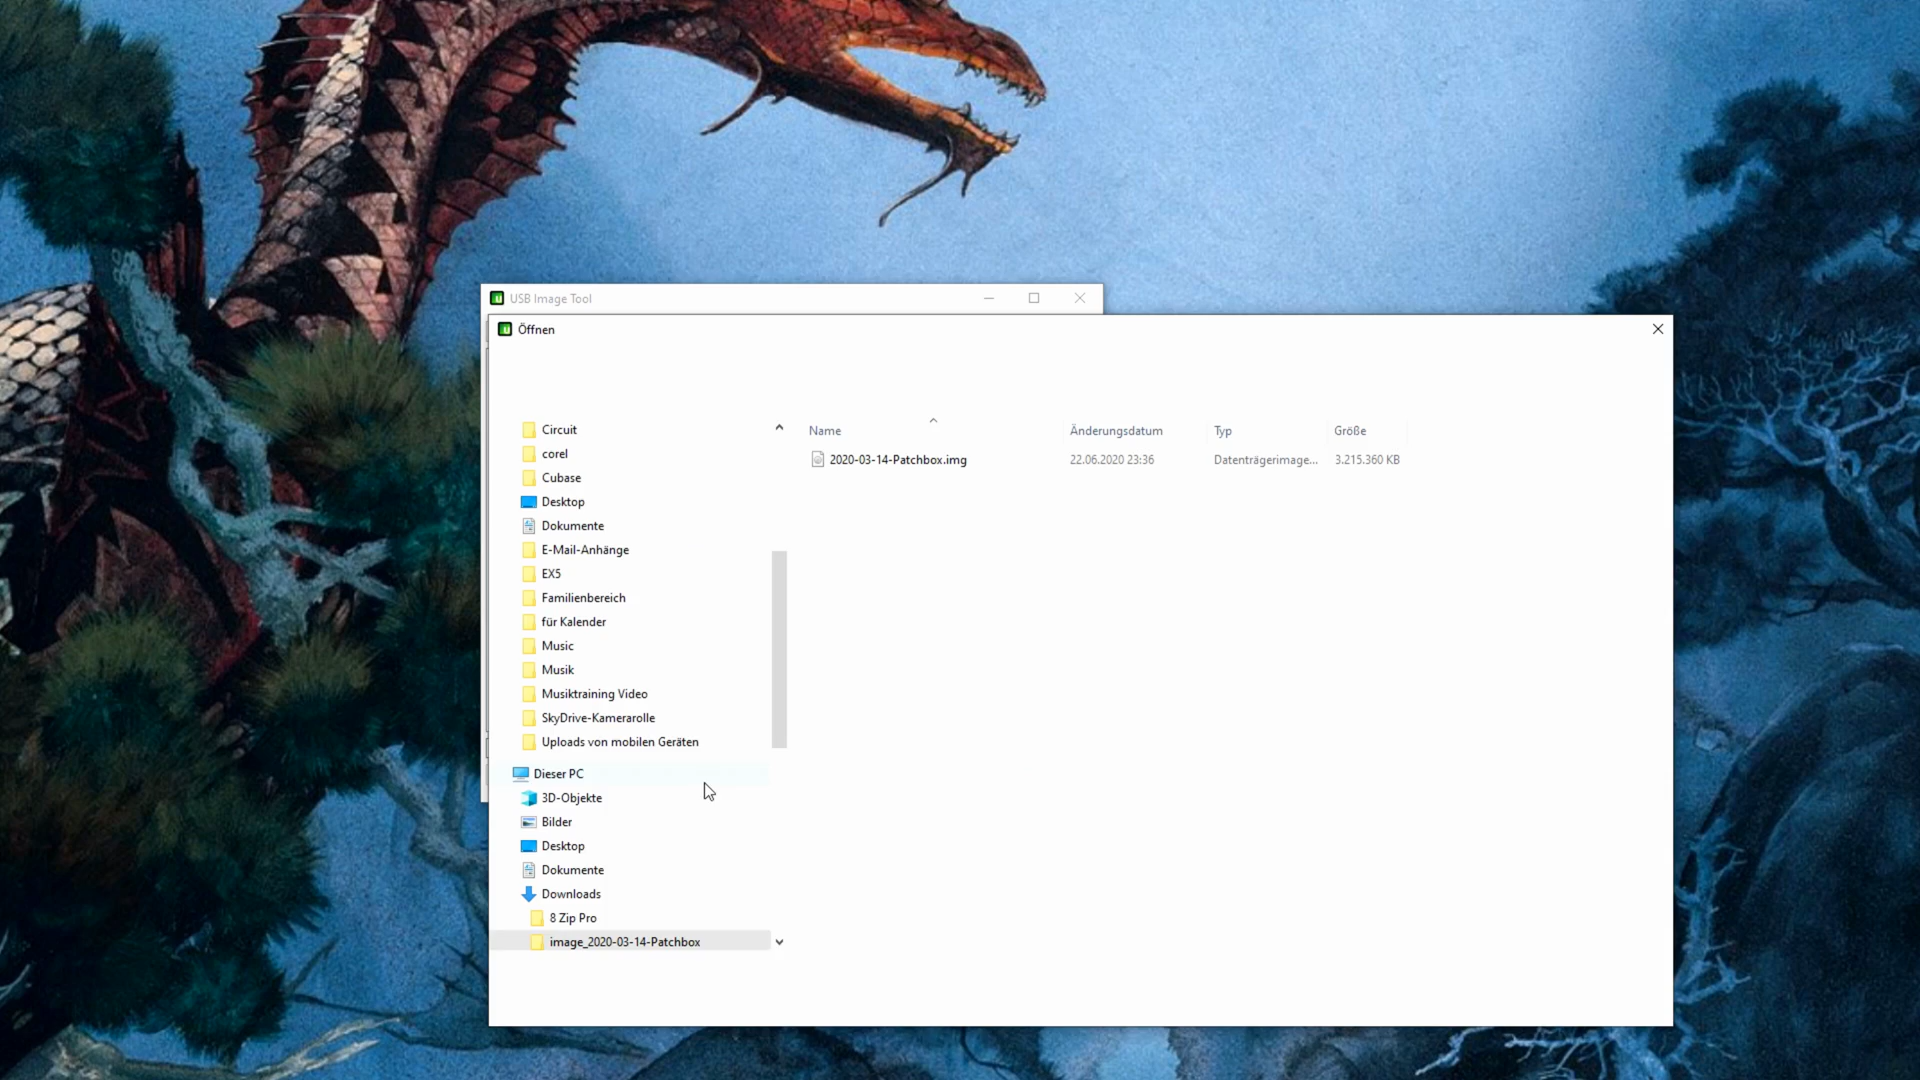 USB Image Tool
Öffnen
Circuit
corel
Cubase
Desktop
Dokumente
E-Mail-Anhänge
EX5
Familienbereich
für Kalender
Music
Musik
Musiktraining Video
SkyDrive-Kamerarolle
Uploads von mobilen Geräten
Dieser PC
3D-Objekte
Bilder
Desktop
Dokumente
Downloads
8 Zip Pro
image_2020-03-14-Patchbox
Name Änderungsdatum Typ Größe
2020-03-14-Patchbox.img 22.06.2020 23:36 Datenträgerimage... 3.215.360 KB